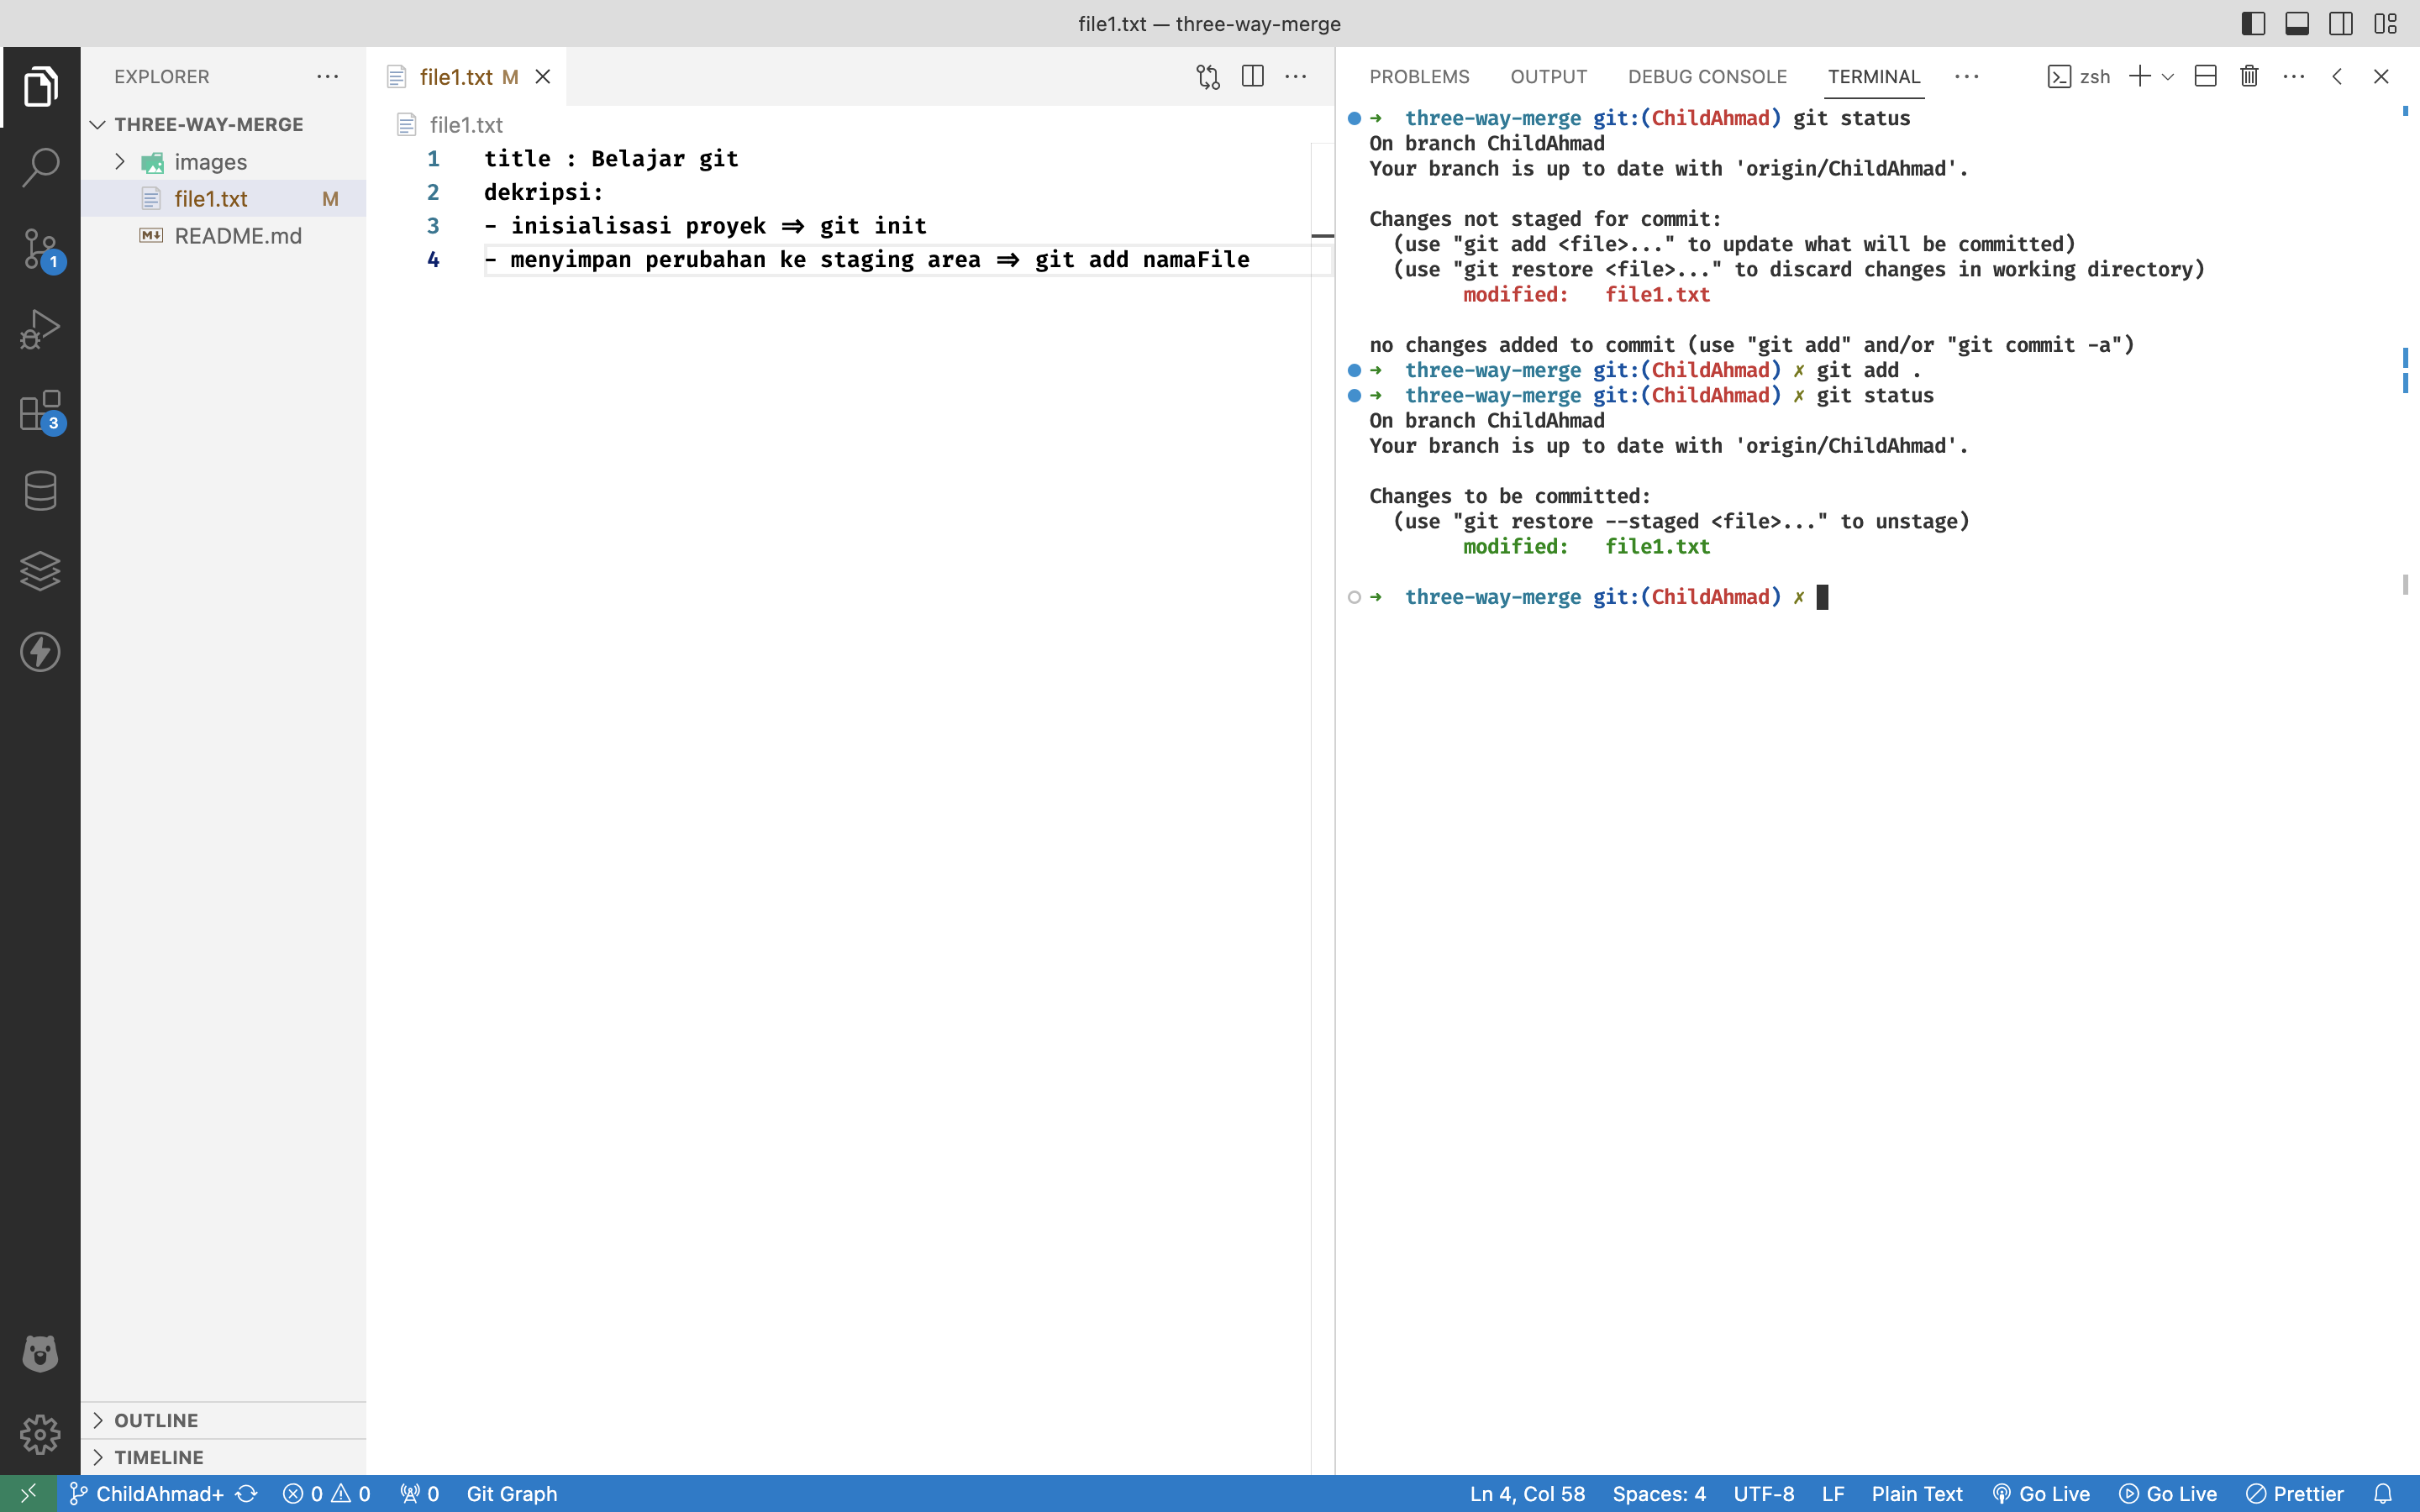 file1.txt — three-way-merge
EXPLORER
THREE-WAY-MERGE
images
file1.txt M
README.md
OUTLINE
TIMELINE
1
3
file1.txt M
file1.txt
1 title : Belajar git
2 dekripsi:
3 - inisialisasi proyek => git init
4 - menyimpan perubahan ke staging area => git add namaFile
PROBLEMS OUTPUT DEBUG CONSOLE TERMINAL zsh
➜ three-way-merge git:(ChildAhmad) git status
On branch ChildAhmad
Your branch is up to date with 'origin/ChildAhmad'.
Changes not staged for commit:
(use "git add <file>..." to update what will be committed)
(use "git restore <file>..." to discard changes in working directory)
modified: file1.txt
no changes added to commit (use "git add" and/or "git commit -a")
➜ three-way-merge git:(ChildAhmad) ✗ git add .
➜ three-way-merge git:(ChildAhmad) ✗ git status
On branch ChildAhmad
Your branch is up to date with 'origin/ChildAhmad'.
Changes to be committed:
(use "git restore --staged <file>..." to unstage)
modified: file1.txt
➜ three-way-merge git:(ChildAhmad) ✗
ChildAhmad+ 0 0 0 Git Graph Ln 4, Col 58 Spaces: 4 UTF-8 LF Plain Text Go Live Go Live Prettier